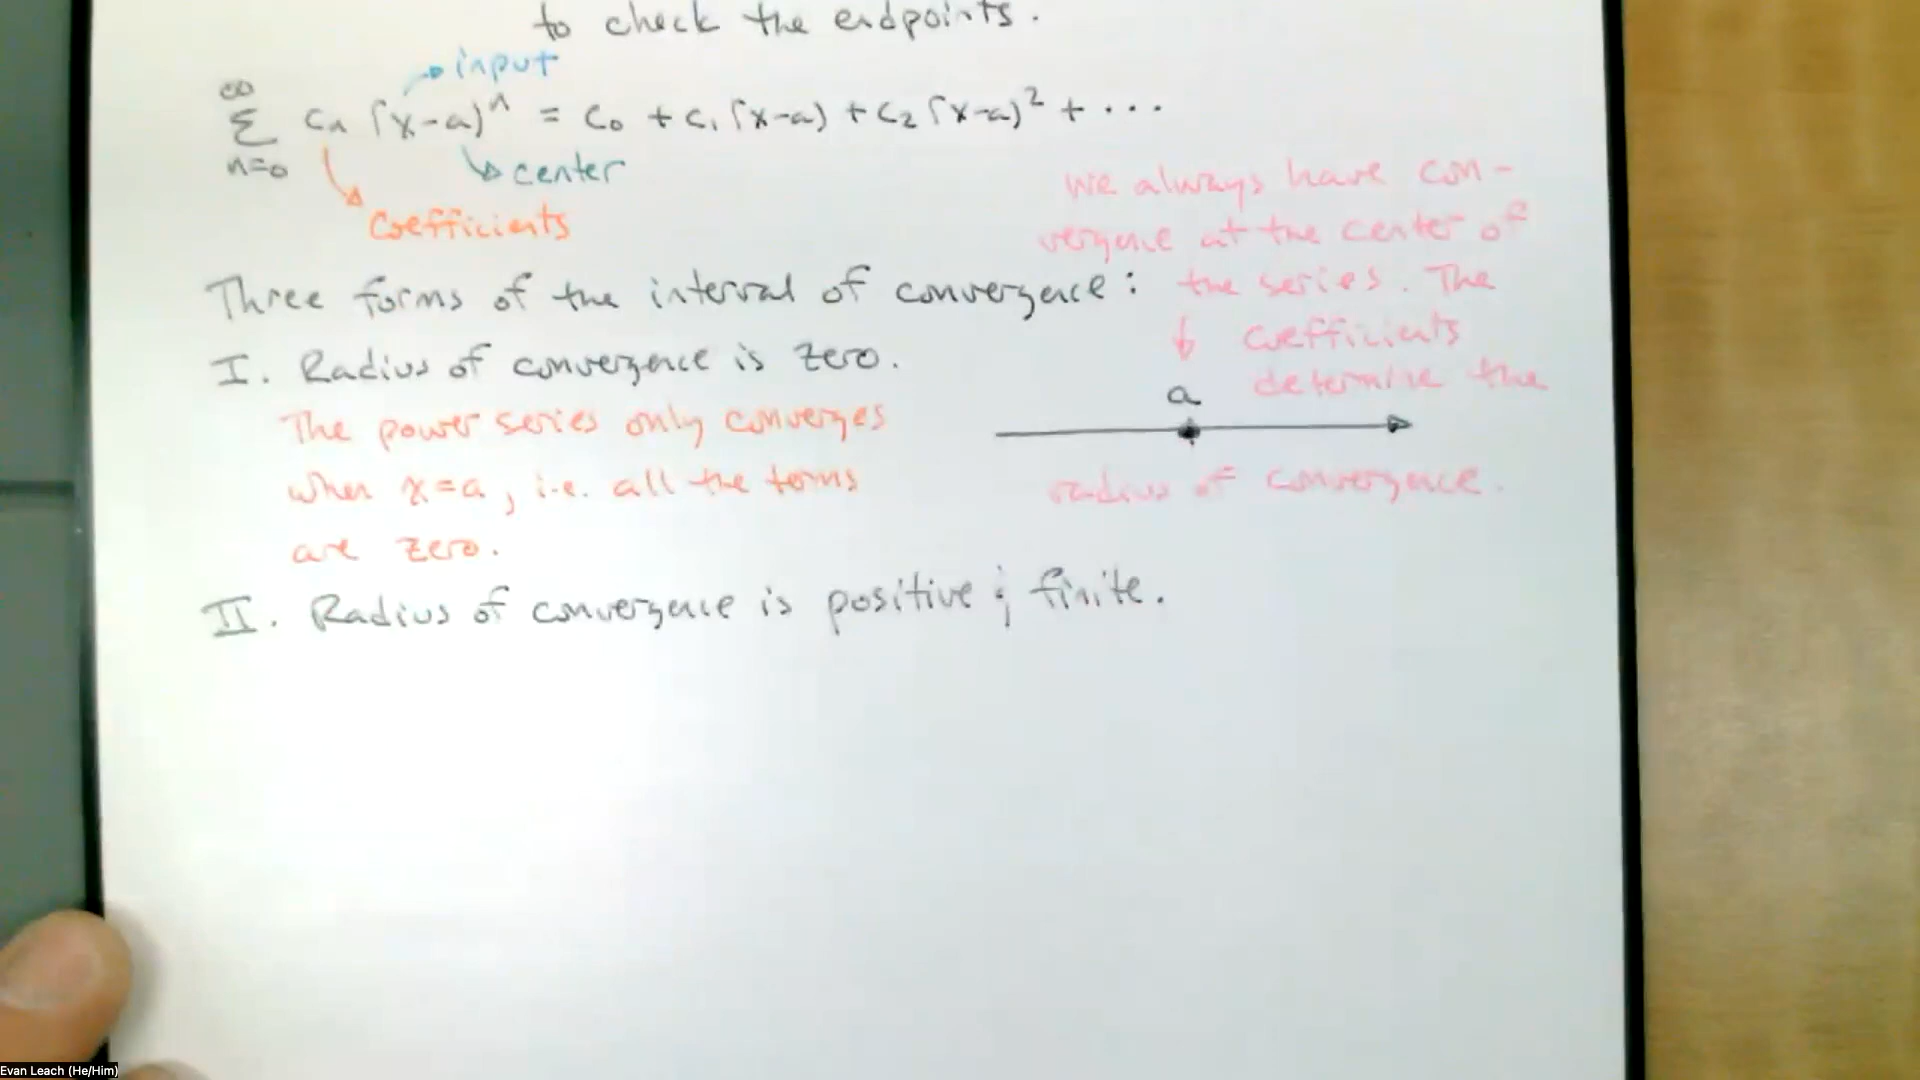 to check the endpoints.
input
∞
Σ cₙ (x-a)ⁿ = c₀ + c₁ (x-a) + c₂ (x-a)² + ...
n=0
center
coefficients
we always have con-
vergence at the center of
Three forms of the interval of convergence: the series. The
coefficients
I. Radius of convergence is zero.
determine the
a
The power series only converges
when x=a, i.e. all the terms
radius of convergence.
are zero.
II. Radius of convergence is positive & finite.
Evan Leach (He/Him)